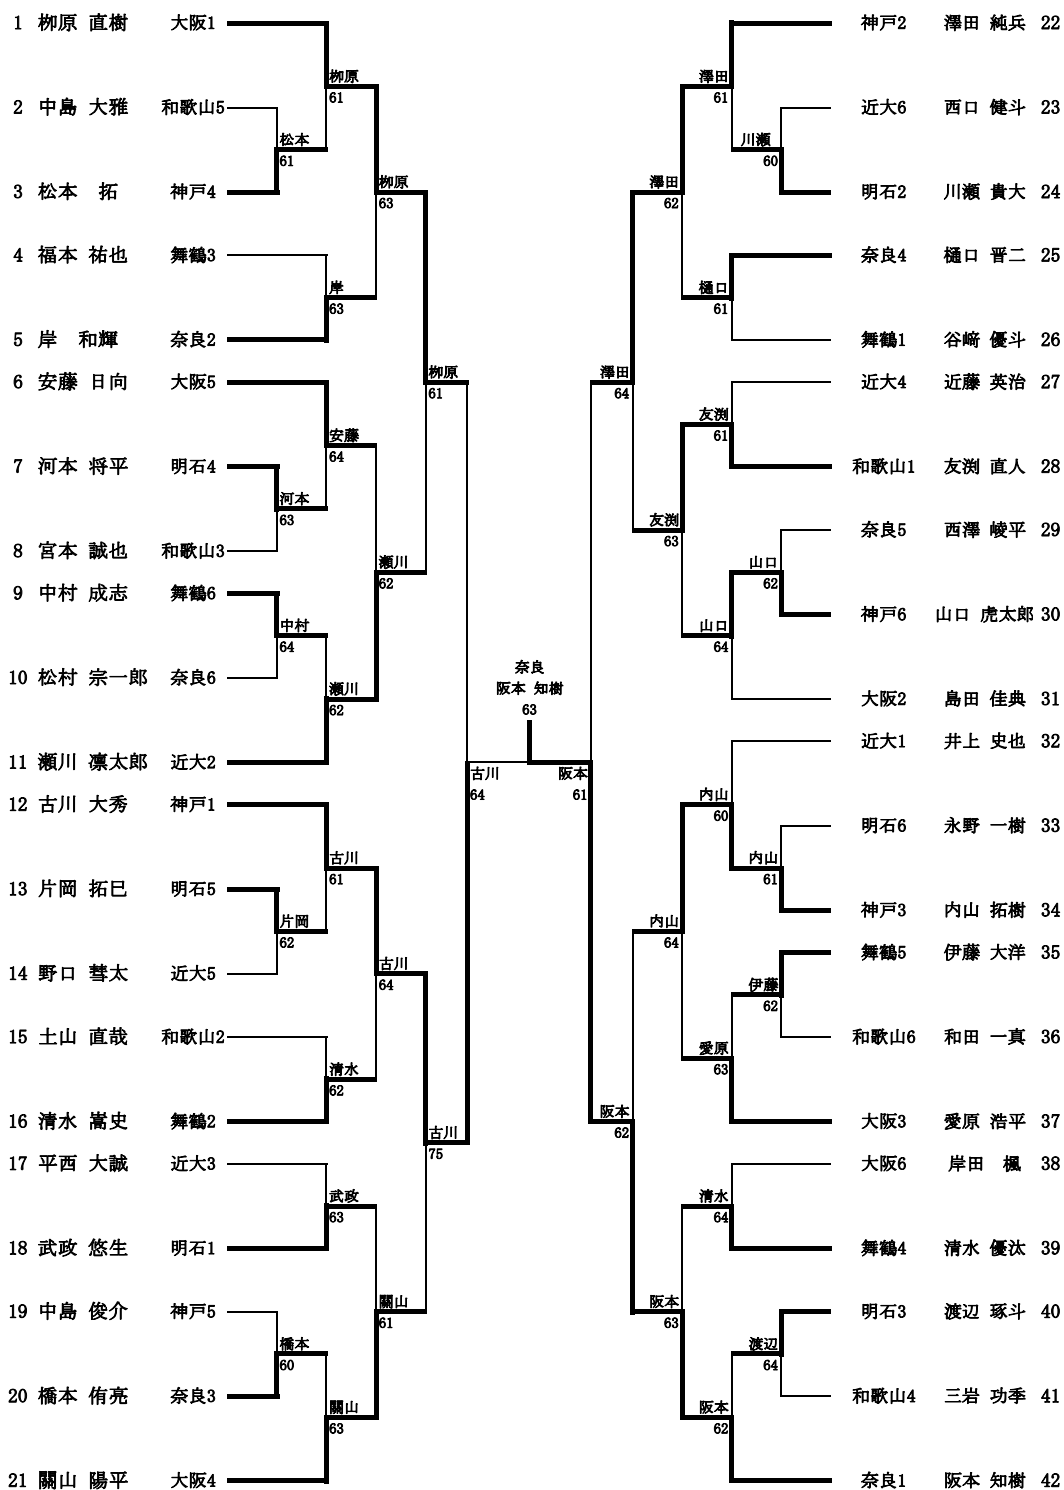 1 栁原 直樹 大阪1
栁原
61
2 中島 大雅 和歌山5
松本
61
3 松本 拓 神戸4
栁原
63
4 福本 祐也 舞鶴3
岸
63
5 岸 和輝 奈良2
栁原
61
6 安藤 日向 大阪5
安藤
64
7 河本 将平 明石4
河本
63
8 宮本 誠也 和歌山3
瀬川
62
9 中村 成志 舞鶴6
中村
64
10 松村 宗一郎 奈良6
瀬川
62
11 瀬川 凛太郎 近大2
古川
64
12 古川 大秀 神戸1
古川
61
13 片岡 拓巳 明石5
片岡
62
14 野口 彗太 近大5
古川
64
15 土山 直哉 和歌山2
清水
62
16 清水 嵩史 舞鶴2
古川
75
17 平西 大誠 近大3
武政
63
18 武政 悠生 明石1
19 中島 俊介 神戸5
關山
61
橋本
60
20 橋本 侑亮 奈良3
關山
63
21 關山 陽平 大阪4
奈良
阪本 知樹
63
神戸2 澤田 純兵 22
澤田
61
近大6 西口 健斗 23
川瀬
60
明石2 川瀬 貴大 24
澤田
62
奈良4 樋口 晋二 25
樋口
61
舞鶴1 谷﨑 優斗 26
澤田
64
近大4 近藤 英治 27
友渕
61
和歌山1 友渕 直人 28
友渕
63
奈良5 西澤 崚平 29
山口
62
神戸6 山口 虎太郎 30
山口
64
大阪2 島田 佳典 31
近大1 井上 史也 32
阪本
61
内山
60
明石6 永野 一樹 33
内山
61
神戸3 内山 拓樹 34
内山
64
舞鶴5 伊藤 大洋 35
伊藤
62
和歌山6 和田 一真 36
愛原
63
大阪3 愛原 浩平 37
阪本
62
大阪6 岸田 楓 38
清水
64
舞鶴4 清水 優汰 39
阪本
63
明石3 渡辺 琢斗 40
渡辺
64
和歌山4 三岩 功季 41
阪本
62
奈良1 阪本 知樹 42